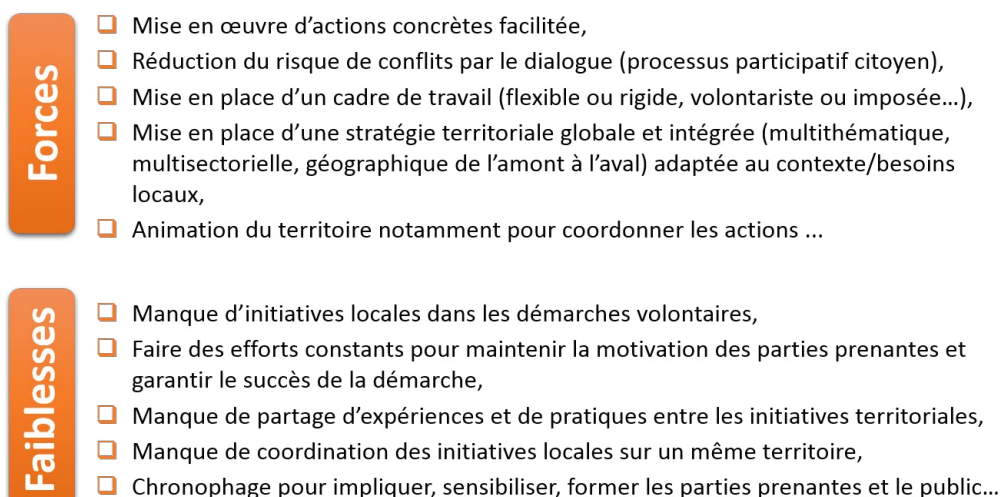 Forces
Mise en œuvre d’actions concrètes facilitée,
Réduction du risque de conflits par le dialogue (processus participatif citoyen),
Mise en place d’un cadre de travail (flexible ou rigide, volontariste ou imposée…),
Mise en place d’une stratégie territoriale globale et intégrée (multithématique,
multisectorielle, géographique de l’amont à l’aval) adaptée au contexte/besoins
locaux,
Animation du territoire notamment pour coordonner les actions ...
Faiblesses
Manque d’initiatives locales dans les démarches volontaires,
Faire des efforts constants pour maintenir la motivation des parties prenantes et
garantir le succès de la démarche,
Manque de partage d’expériences et de pratiques entre les initiatives territoriales,
Manque de coordination des initiatives locales sur un même territoire,
Chronophage pour impliquer, sensibiliser, former les parties prenantes et le public…